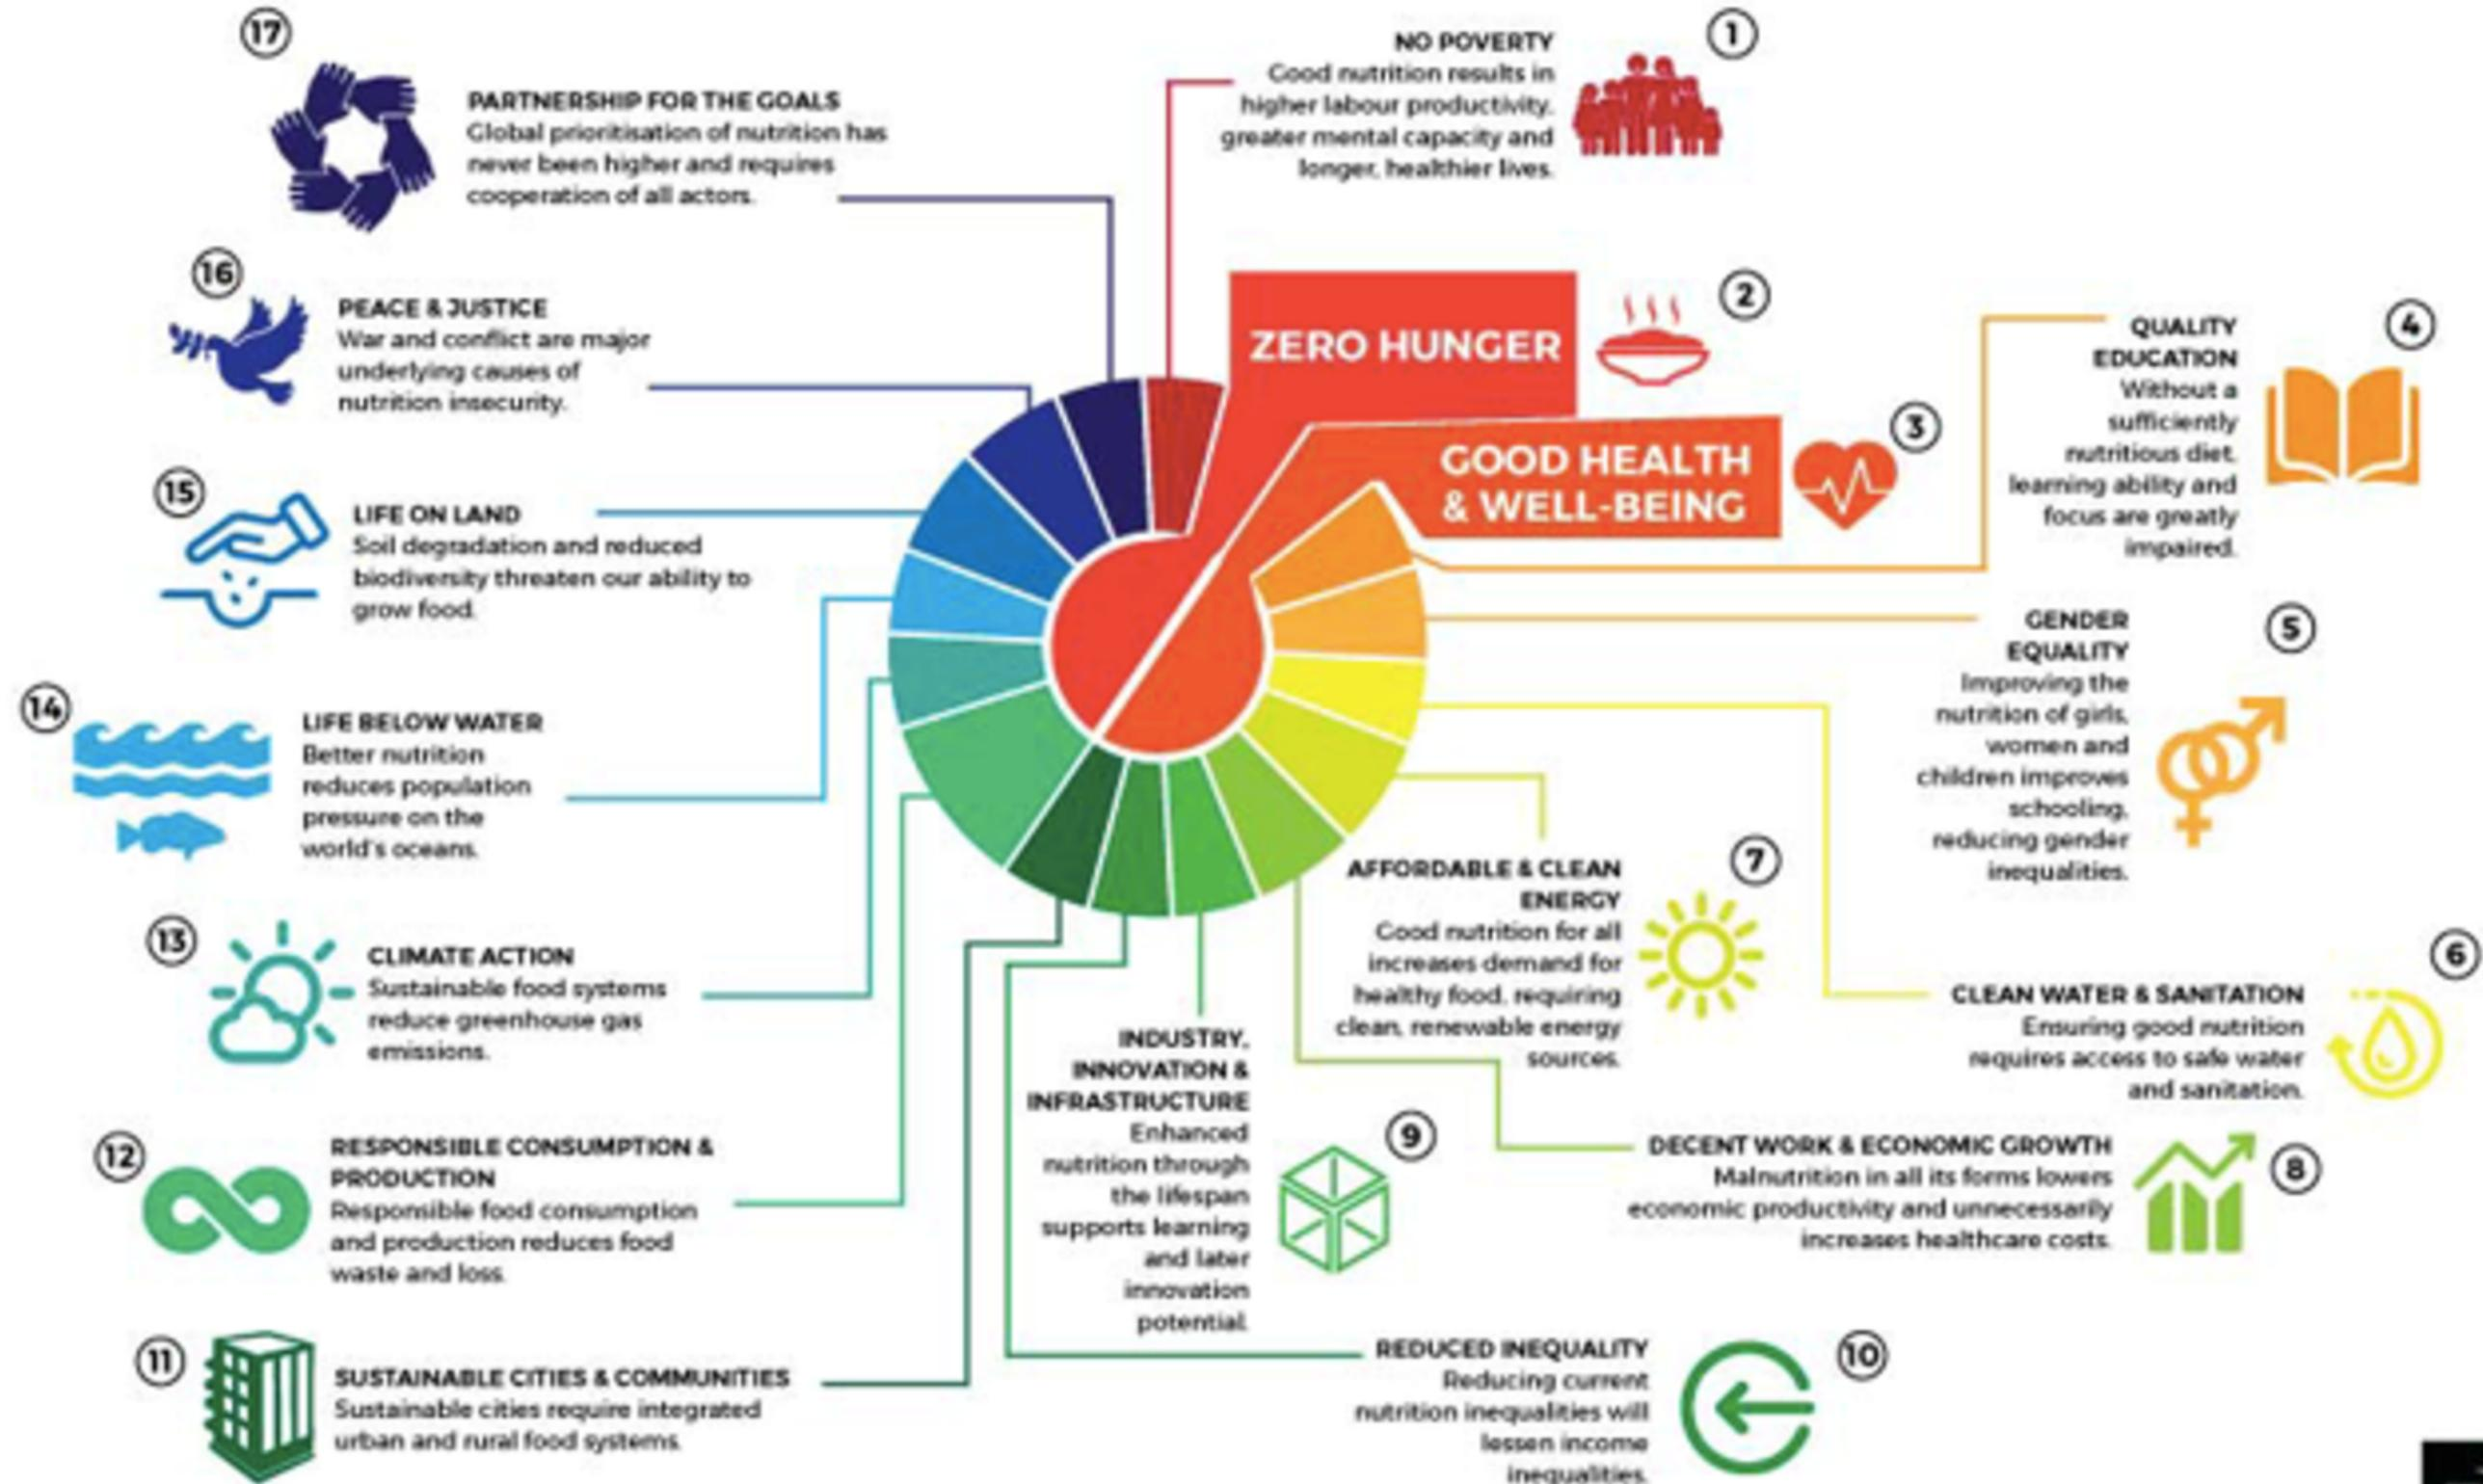 1
NO POVERTY
Good nutrition results in
higher labour productivity,
greater mental capacity and
longer, healthier lives.
2
ZERO HUNGER
3
GOOD HEALTH
& WELL-BEING
4
QUALITY
EDUCATION
Without a
sufficiently
nutritious diet,
learning ability and
focus are greatly
impaired.
5
GENDER
EQUALITY
Improving the
nutrition of girls,
women and
children improves
schooling,
reducing gender
inequalities.
6
CLEAN WATER & SANITATION
Ensuring good nutrition
requires access to safe water
and sanitation.
7
AFFORDABLE & CLEAN
ENERGY
Good nutrition for all
increases demand for
healthy food, requiring
clean, renewable energy
sources.
8
DECENT WORK & ECONOMIC GROWTH
Malnutrition in all its forms lowers
economic productivity and unnecessarily
increases healthcare costs.
9
INDUSTRY,
INNOVATION &
INFRASTRUCTURE
Enhanced
nutrition through
the lifespan
supports learning
and later
innovation
potential.
10
REDUCED INEQUALITY
Reducing current
nutrition inequalities will
lessen income
inequalities.
11
SUSTAINABLE CITIES & COMMUNITIES
Sustainable cities require integrated
urban and rural food systems.
12
RESPONSIBLE CONSUMPTION &
PRODUCTION
Responsible food consumption
and production reduces food
waste and loss.
13
CLIMATE ACTION
Sustainable food systems
reduce greenhouse gas
emissions.
14
LIFE BELOW WATER
Better nutrition
reduces population
pressure on the
world's oceans.
15
LIFE ON LAND
Soil degradation and reduced
biodiversity threaten our ability to
grow food.
16
PEACE & JUSTICE
War and conflict are major
underlying causes of
nutrition insecurity.
17
PARTNERSHIP FOR THE GOALS
Global prioritisation of nutrition has
never been higher and requires
cooperation of all actors.